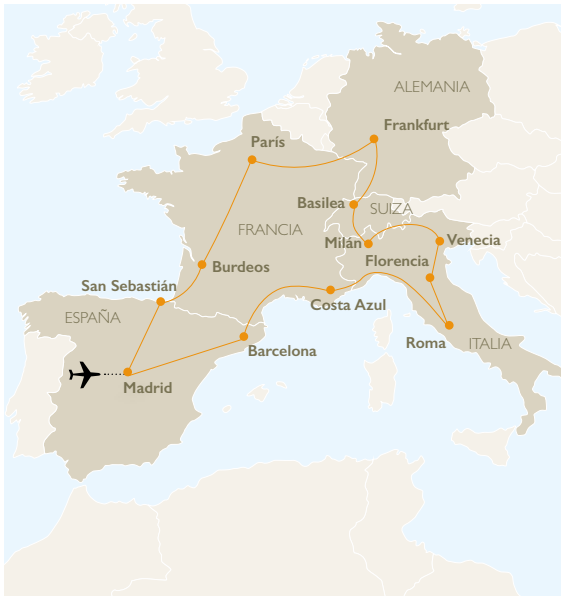 ALEMANIA
Frankfurt
París
Basilea
SUIZA
FRANCIA
Milán
Venecia
Florencia
Burdeos
San Sebastián
Costa Azul
ESPAÑA
Roma
ITALIA
Barcelona
Madrid